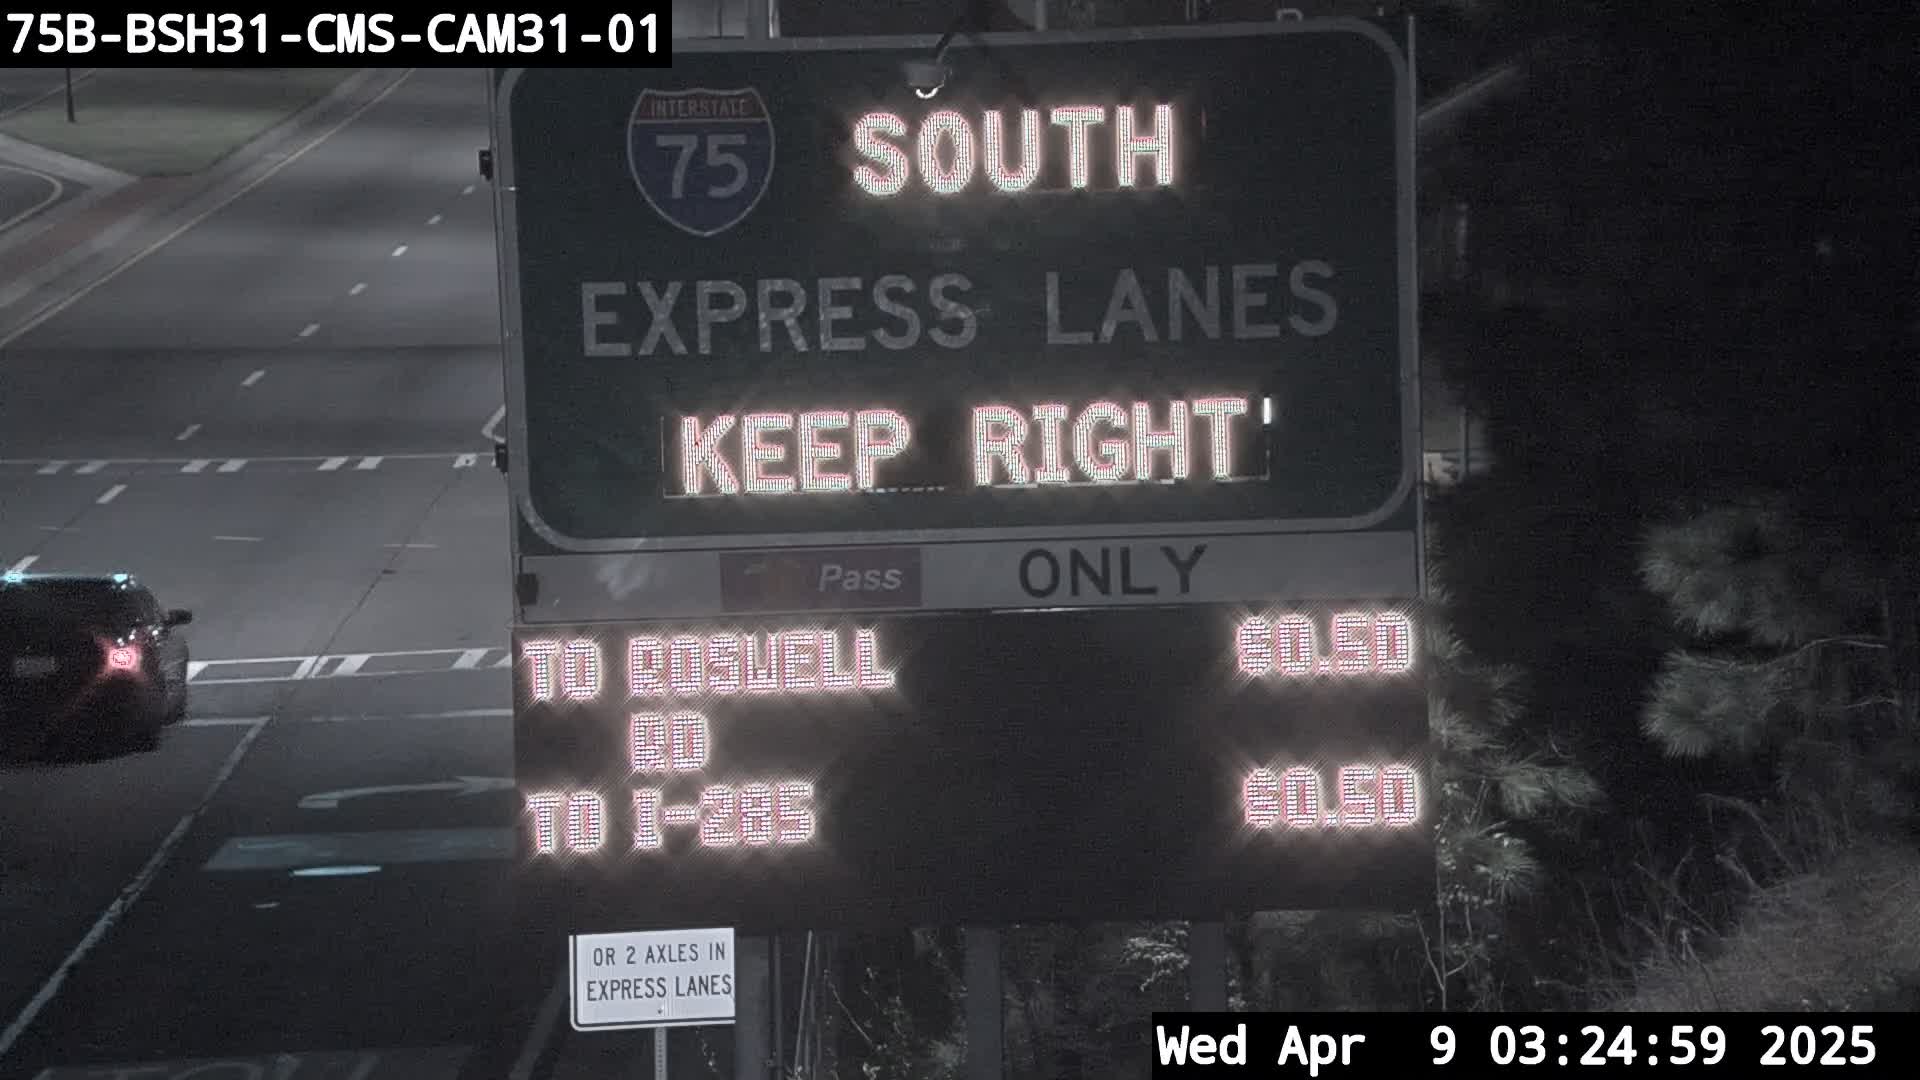 75B-BSH31-CMS-CAM31-01
INTERSTATE
75
SOUTH
EXPRESS LANES
KEEP RIGHT
Pass ONLY
TO ROSWELL $0.50
RD
TO I-285 $0.50
OR 2 AXLES IN
EXPRESS LANES
Wed Apr 9 03:24:59 2025